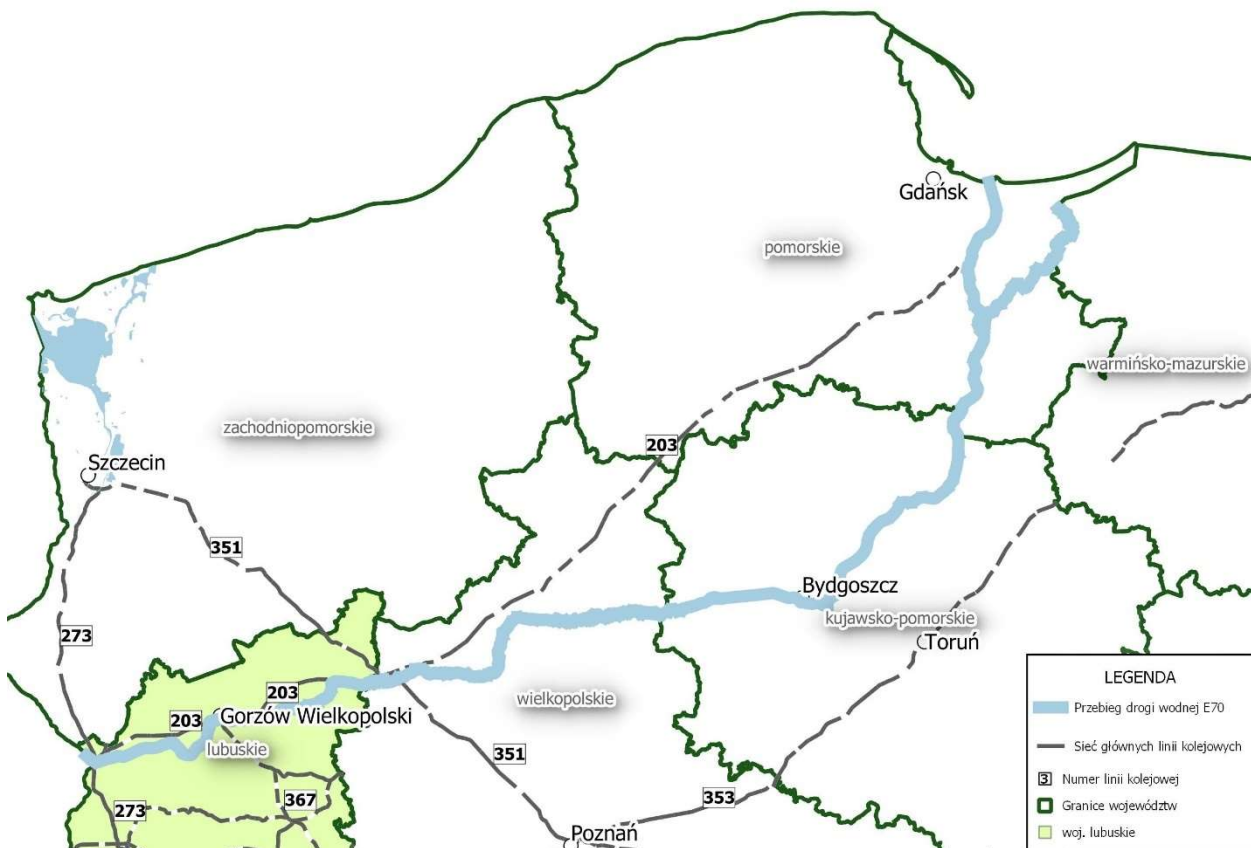 Gdańsk
pomorskie
warmińsko-mazurskie
zachodniopomorskie
203
Szczecin
351
Bydgoszcz
kujawsko-pomorskie
273
Toruń
203
wielkopolskie
203
Gorzów Wielkopolski
lubuskie
351
273
367
353
Poznań
LEGENDA
Przebieg drogi wodnej E70
Sieć głównych linii kolejowych
3 Numer linii kolejowej
Granice województw
woj. lubuskie